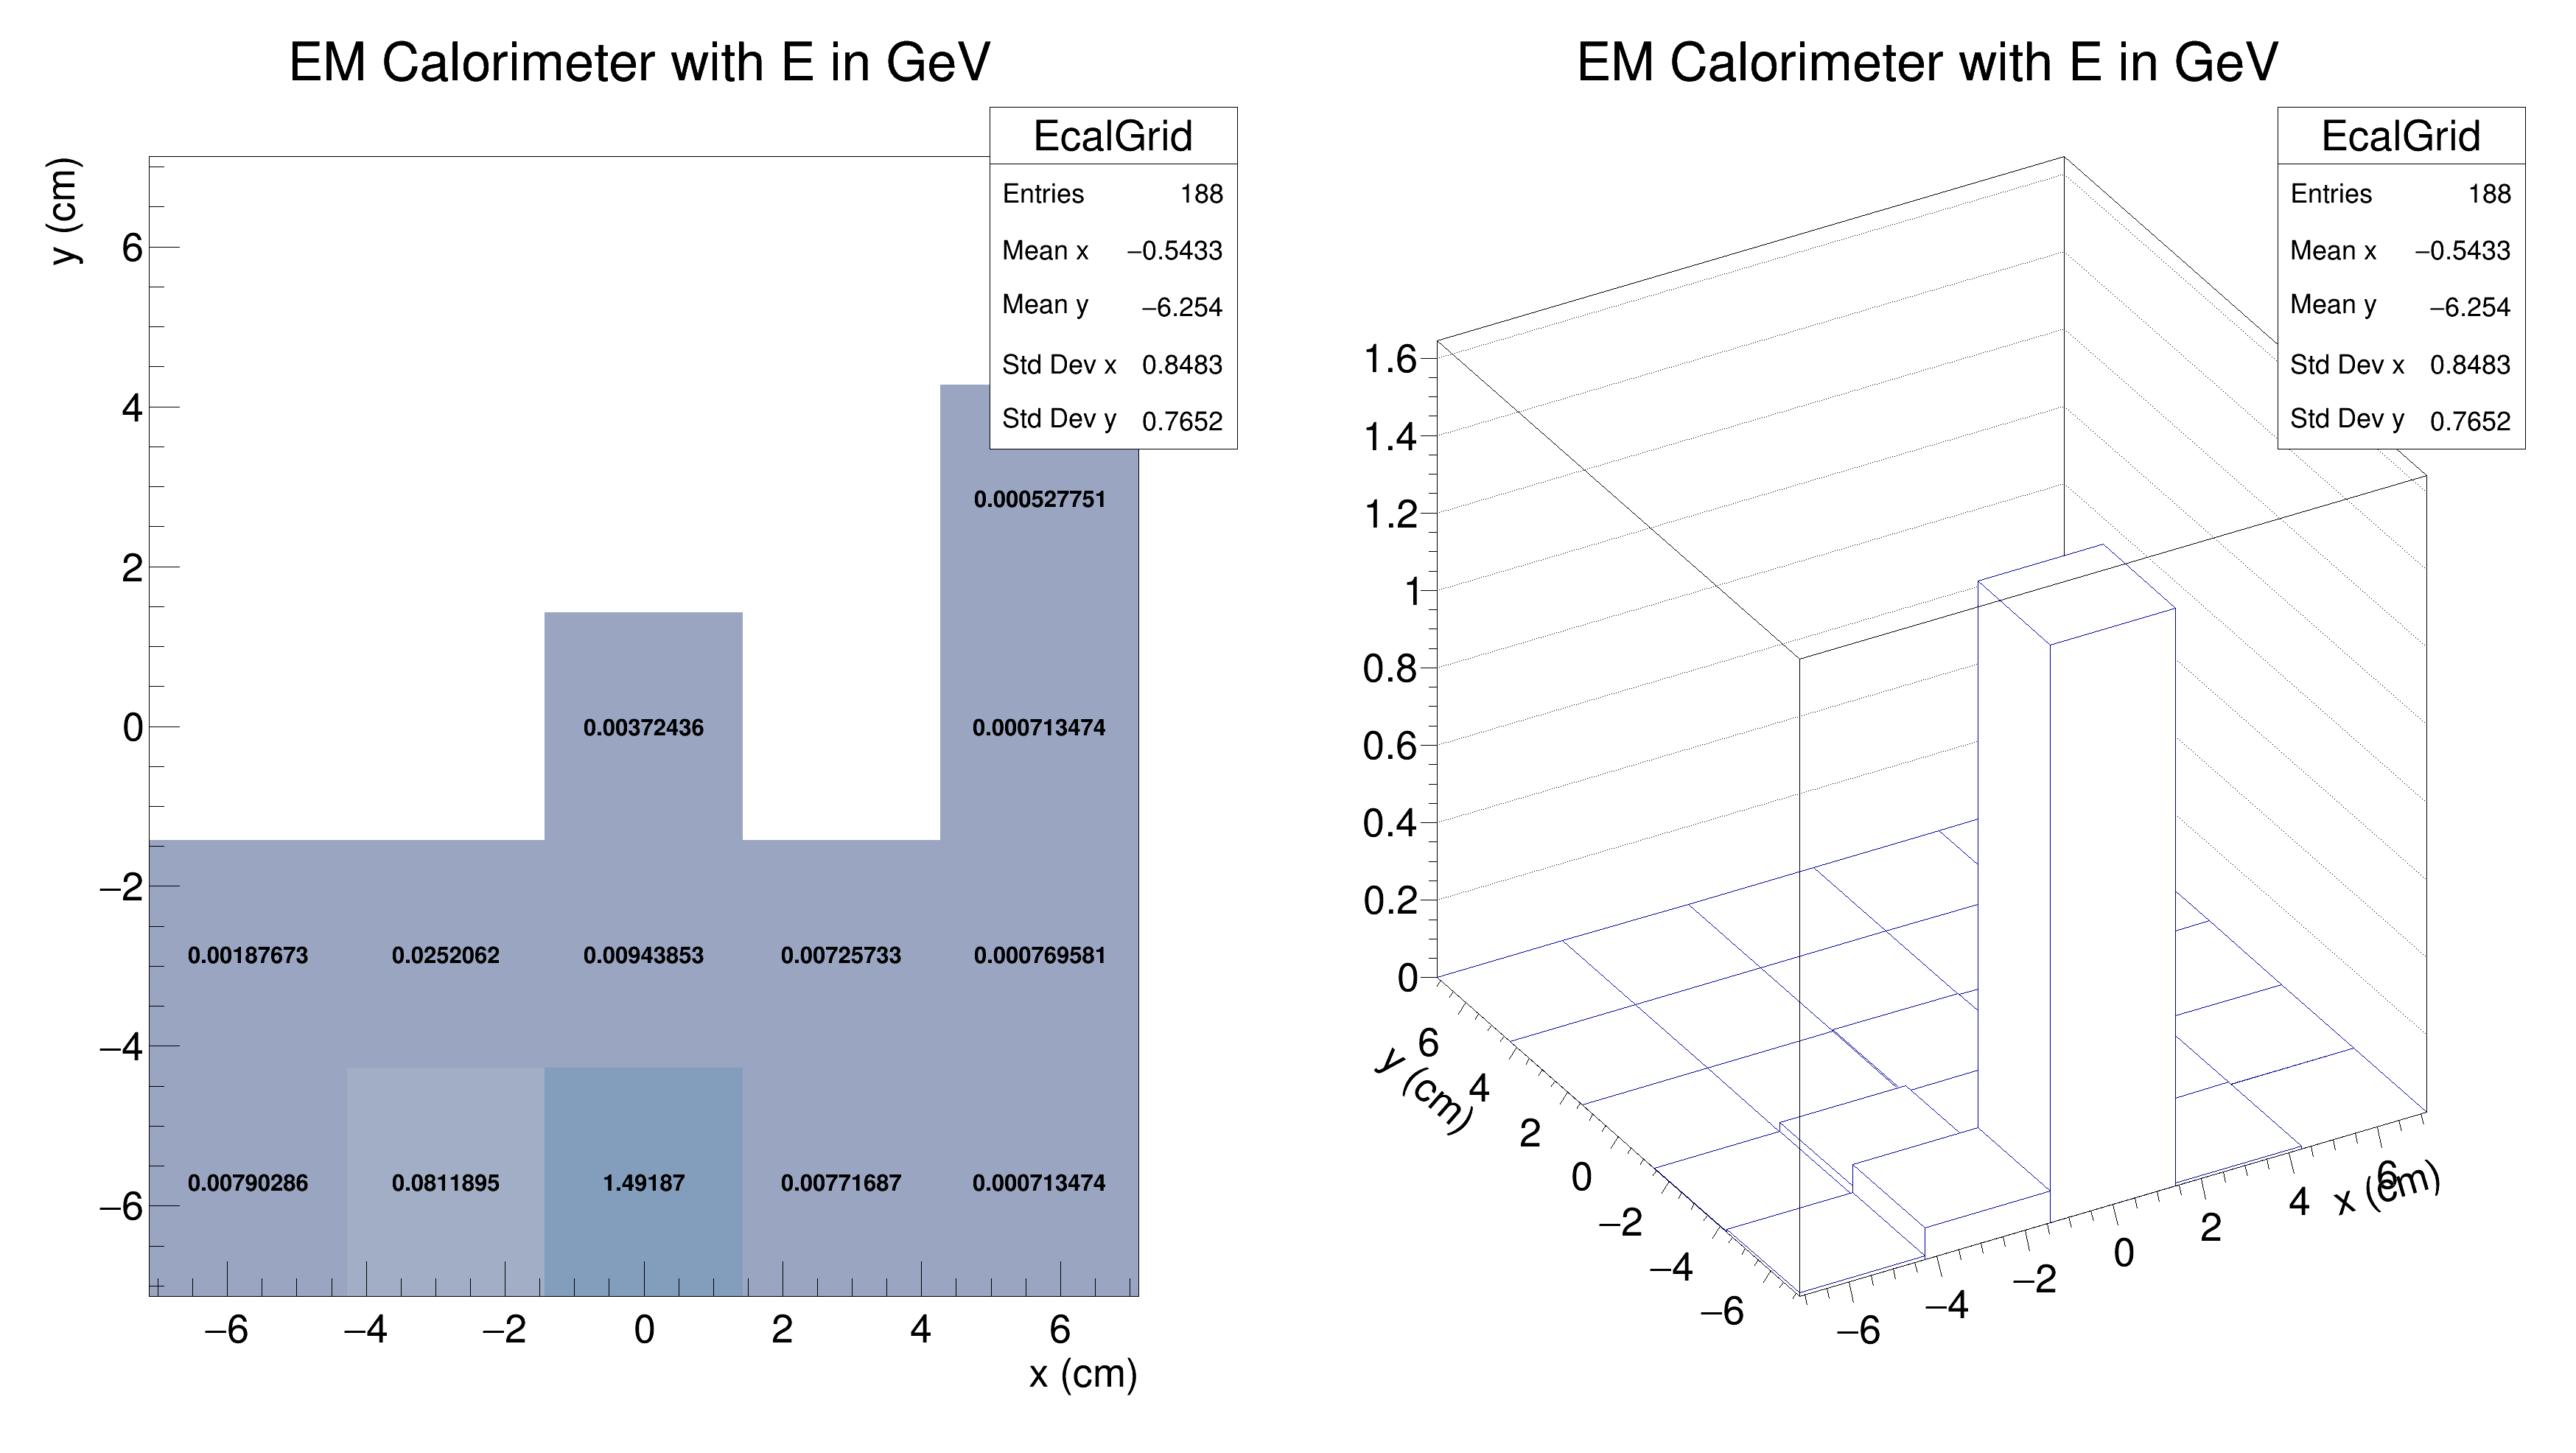 EM Calorimeter with E in GeV
EcalGrid
Entries 188
Mean x −0.5433
Mean y −6.254
Std Dev x 0.8483
Std Dev y 0.7652
y (cm)
6
4
2
0
−2
−4
−6
0.000527751
0.00372436 0.000713474
0.00187673 0.0252062 0.00943853 0.00725733 0.000769581
0.00790286 0.0811895 1.49187 0.00771687 0.000713474
−6 −4 −2 0 2 4 6
x (cm)
EM Calorimeter with E in GeV
EcalGrid
Entries 188
Mean x −0.5433
Mean y −6.254
Std Dev x 0.8483
Std Dev y 0.7652
1.6
1.4
1.2
1
0.8
0.6
0.4
0.2
0
y (cm)
6
4
2
0
−2
−4
−6
−6 −4 −2 0 2 4 6
x (cm)